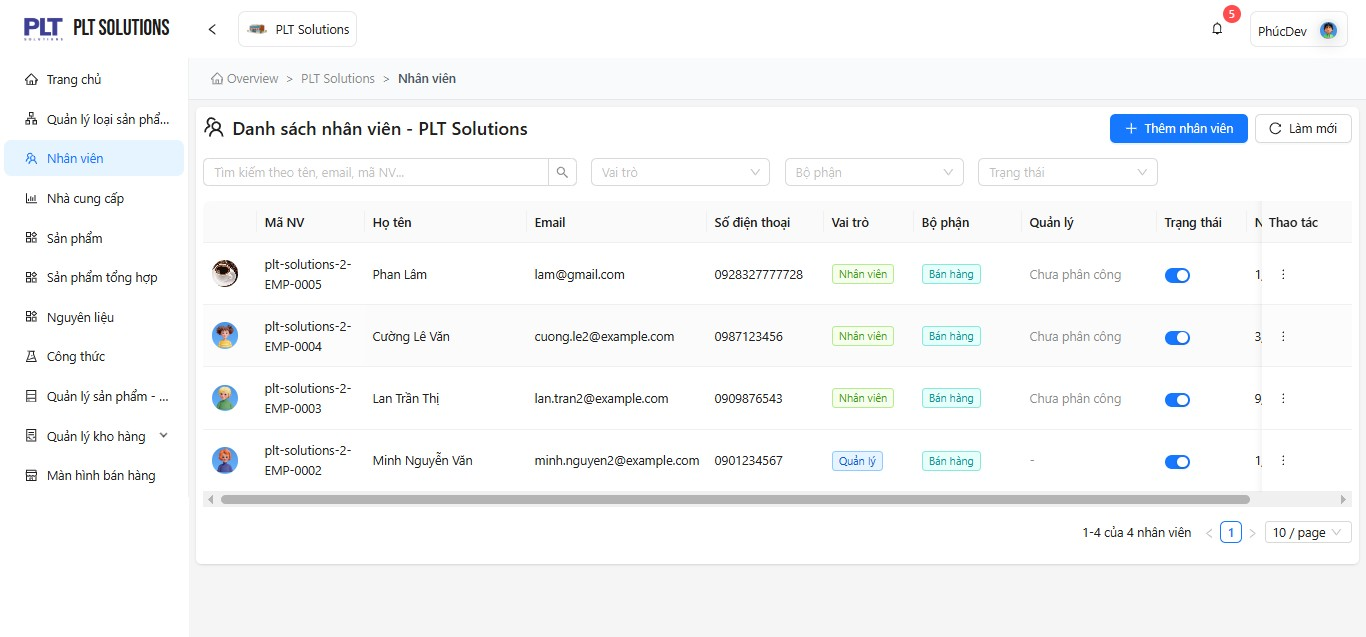 PLT
SOLUTIONS
PLT SOLUTIONS
PLT Solutions
5
PhúcDev
Trang chủ
Quản lý loại sản phẩ...
Nhân viên
Nhà cung cấp
Sản phẩm
Sản phẩm tổng hợp
Nguyên liệu
Công thức
Quản lý sản phẩm - ...
Quản lý kho hàng
Màn hình bán hàng
Overview > PLT Solutions > Nhân viên
Danh sách nhân viên - PLT Solutions
+ Thêm nhân viên
Làm mới
Tìm kiếm theo tên, email, mã NV...
Vai trò
Bộ phận
Trạng thái
Mã NV Họ tên Email Số điện thoại Vai trò Bộ phận Quản lý Trạng thái N Thao tác
plt-solutions-2-
EMP-0005
Phan Lâm lam@gmail.com 0928327777728 Nhân viên Bán hàng Chưa phân công 1,
plt-solutions-2-
EMP-0004
Cường Lê Văn cuong.le2@example.com 0987123456 Nhân viên Bán hàng Chưa phân công 3,
plt-solutions-2-
EMP-0003
Lan Trần Thị lan.tran2@example.com 0909876543 Nhân viên Bán hàng Chưa phân công 9,
plt-solutions-2-
EMP-0002
Minh Nguyễn Văn minh.nguyen2@example.com 0901234567 Quản lý Bán hàng - 1,
1-4 của 4 nhân viên < 1 > 10 / page